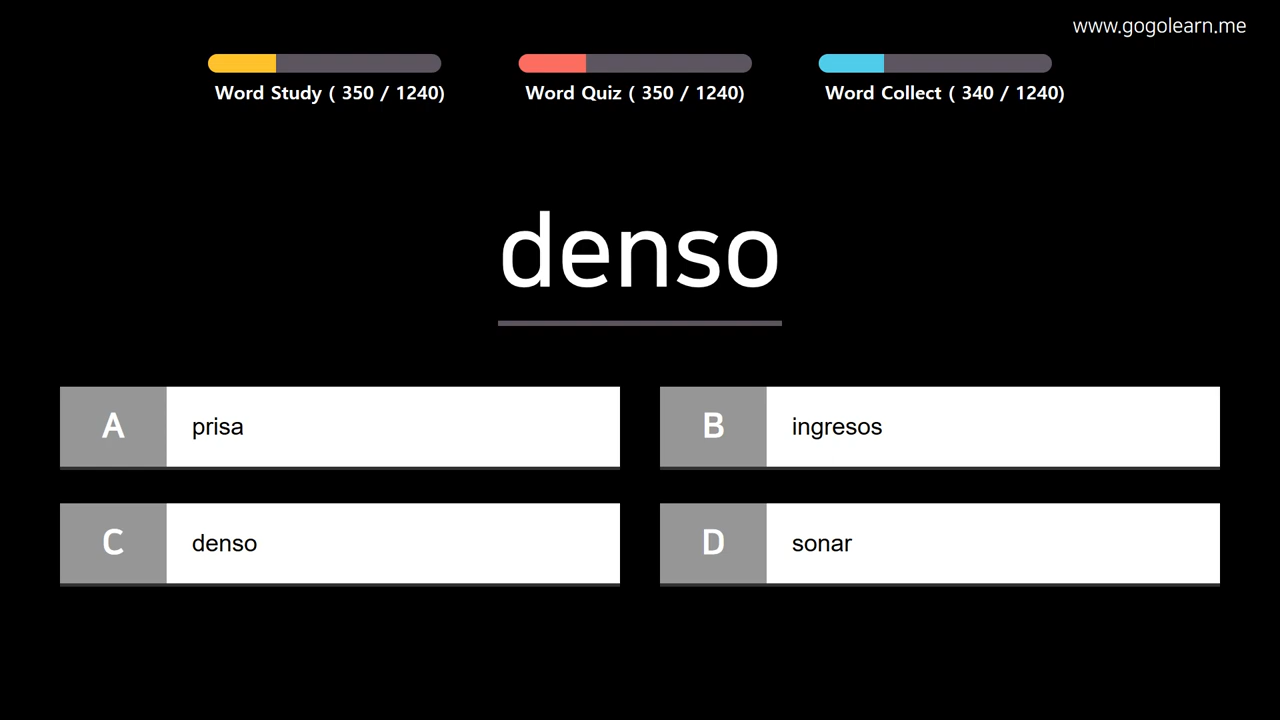 www.gogolearn.me
Word Study ( 350 / 1240)
Word Quiz ( 350 / 1240)
Word Collect ( 340 / 1240)
denso
A prisa
B ingresos
C denso
D sonar